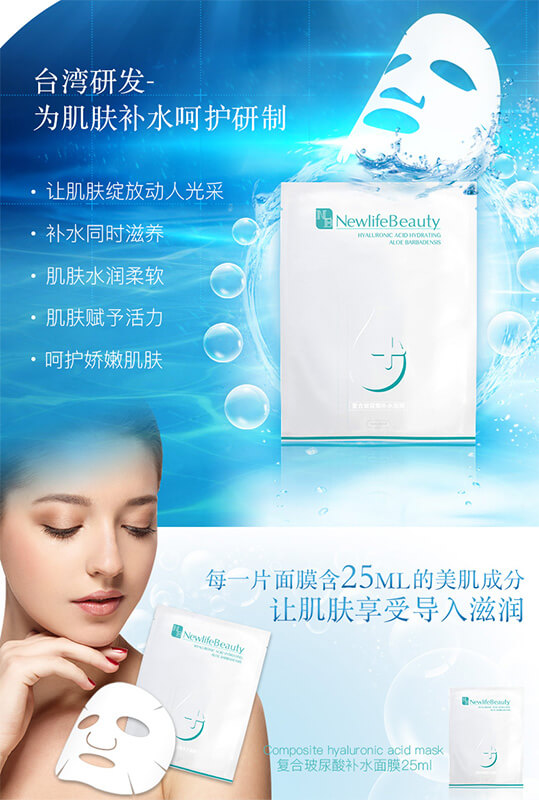 台湾研发-
为肌肤补水呵护研制
· 让肌肤绽放动人光采
· 补水同时滋养
· 肌肤水润柔软
· 肌肤赋予活力
· 呵护娇嫩肌肤
NewlifeBeauty
HYALURONIC ACID HYDRATING
ALOE BARBADENSIS
每一片面膜含25ML的美肌成分
让肌肤享受导入滋润
NewlifeBeauty
HYALURONIC ACID HYDRATING
ALOE BARBADENSIS
NewlifeBeauty
Composite hyaluronic acid mask
复合玻尿酸补水面膜25ml